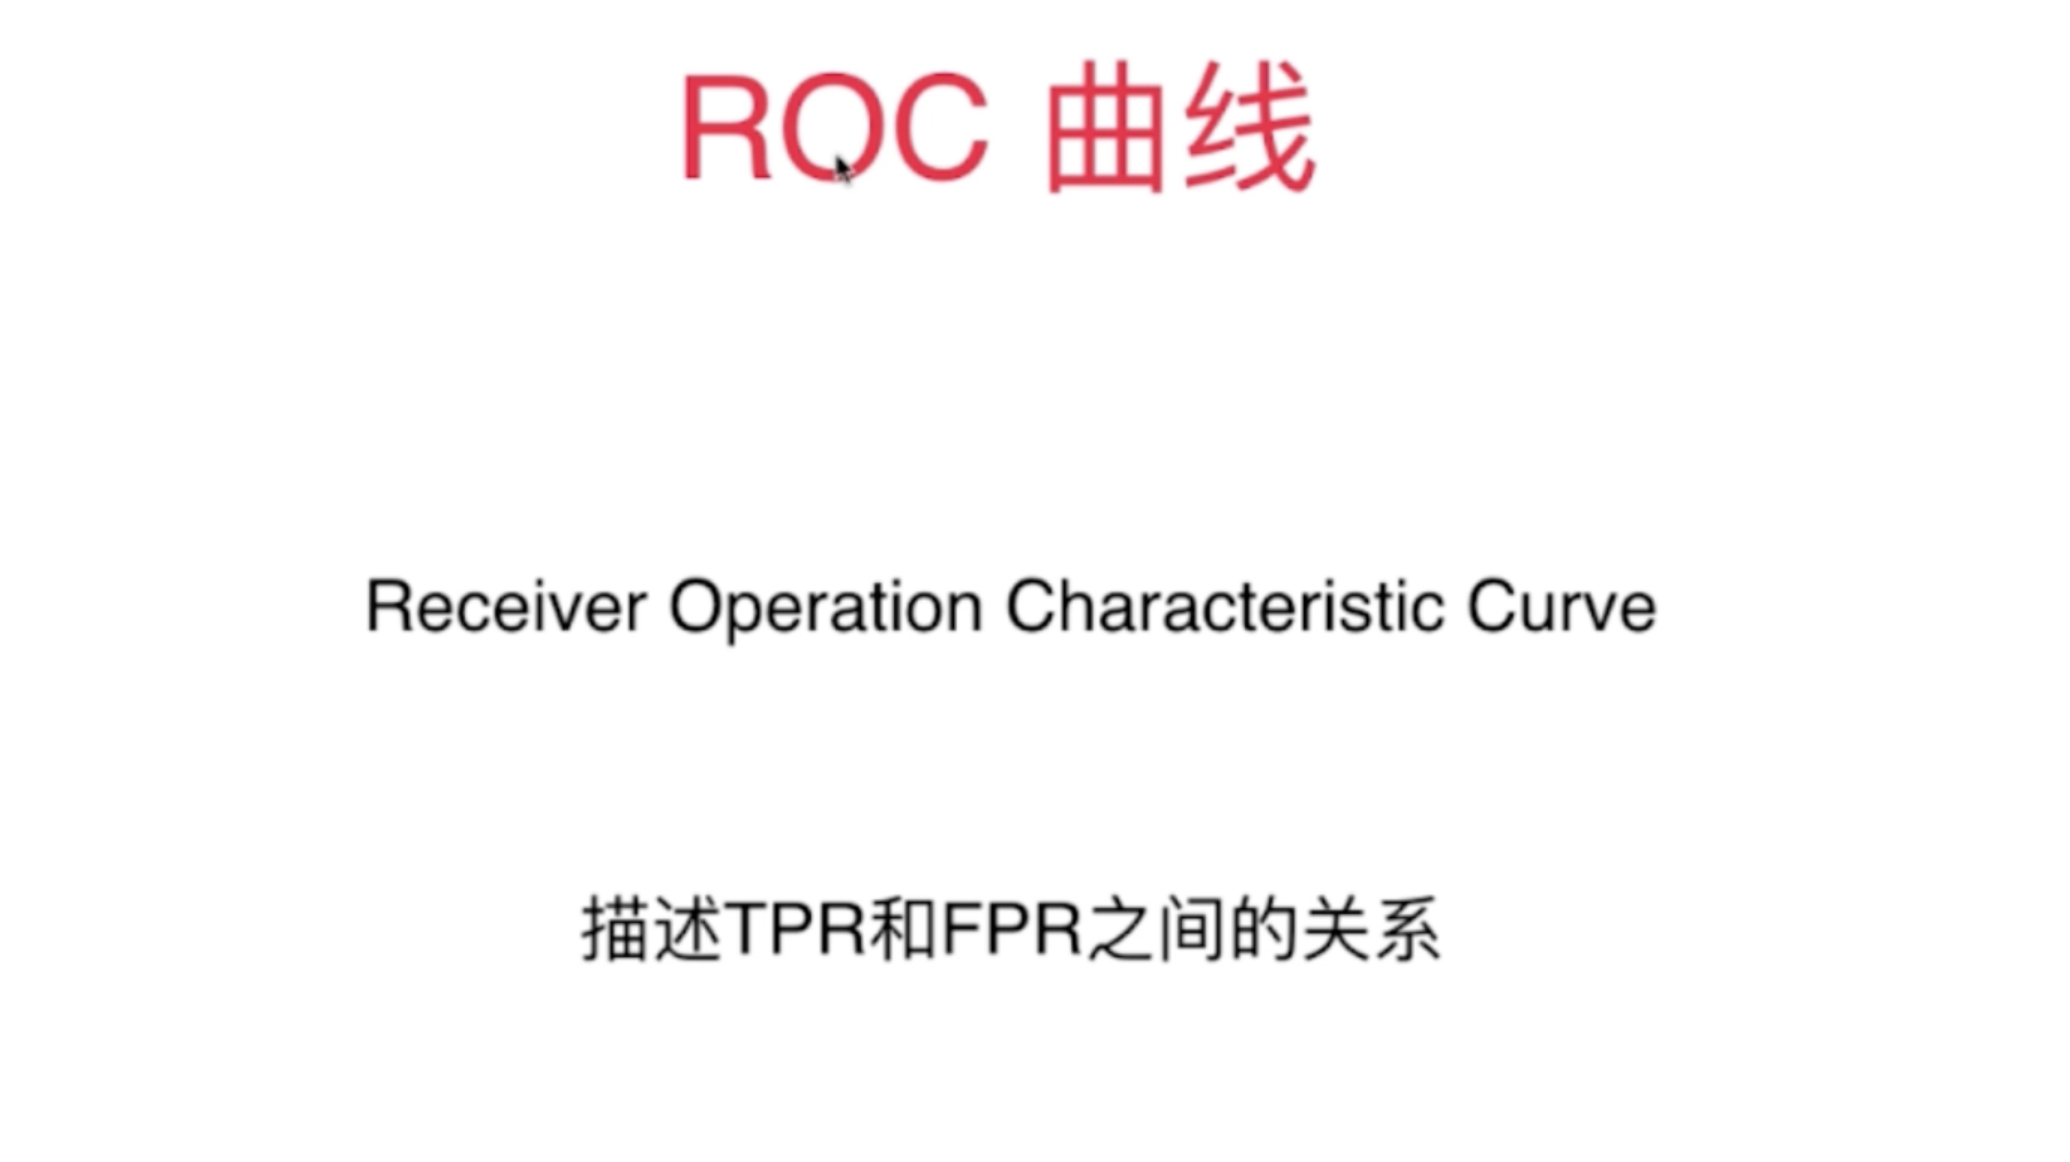 ROC 曲线
Receiver Operation Characteristic Curve
描述TPR和FPR之间的关系